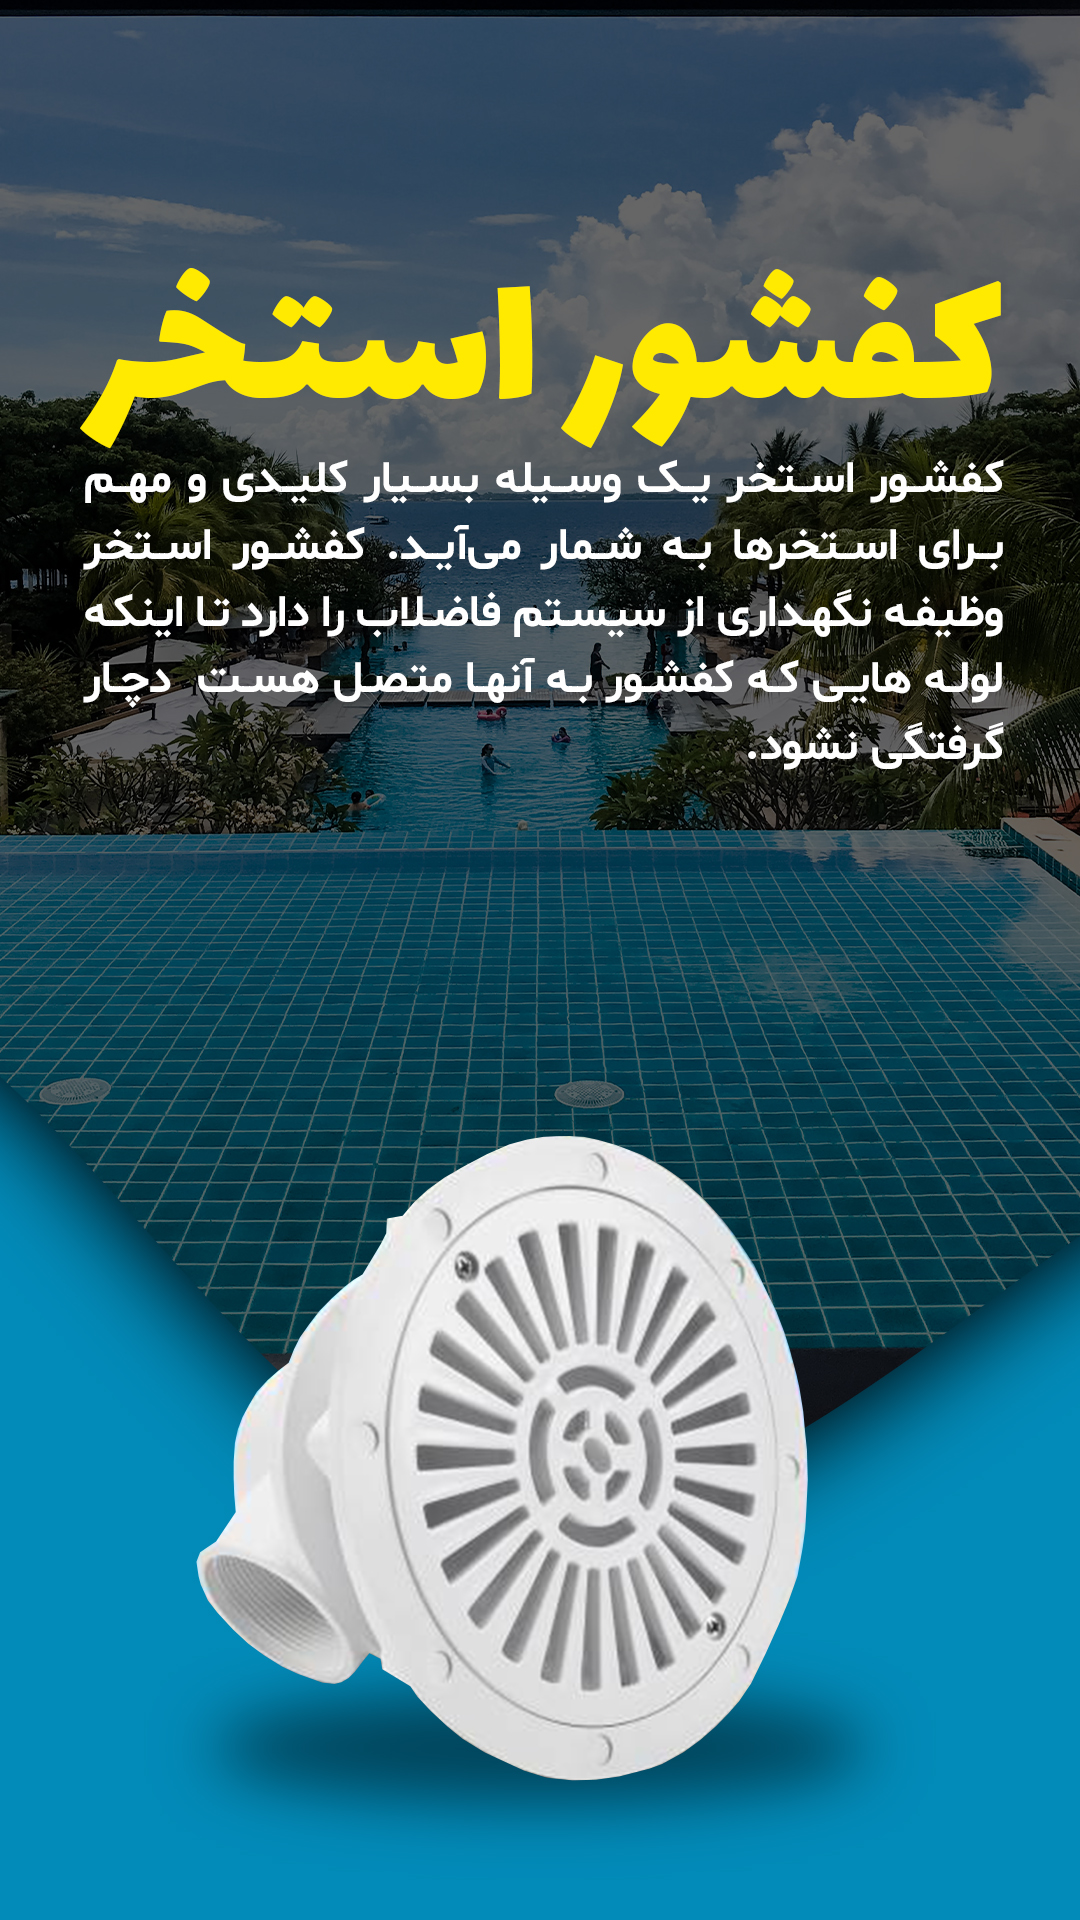 کفشور استخر
کفشور استخر یک وسیله بسیار کلیدی و مهم
برای استخرها به شمار می‌آید. کفشور استخر
وظیفه نگهداری از سیستم فاضلاب را دارد تا اینکه
لوله هایی که کفشور به آنها متصل هست دچار
گرفتگی نشود.